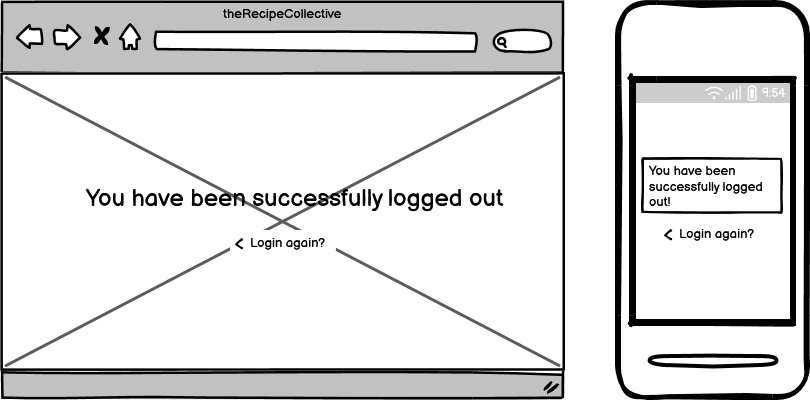 theRecipeCollective
You have been successfully logged out
Login again?
9:54
You have been
successfully logged
out!
Login again?